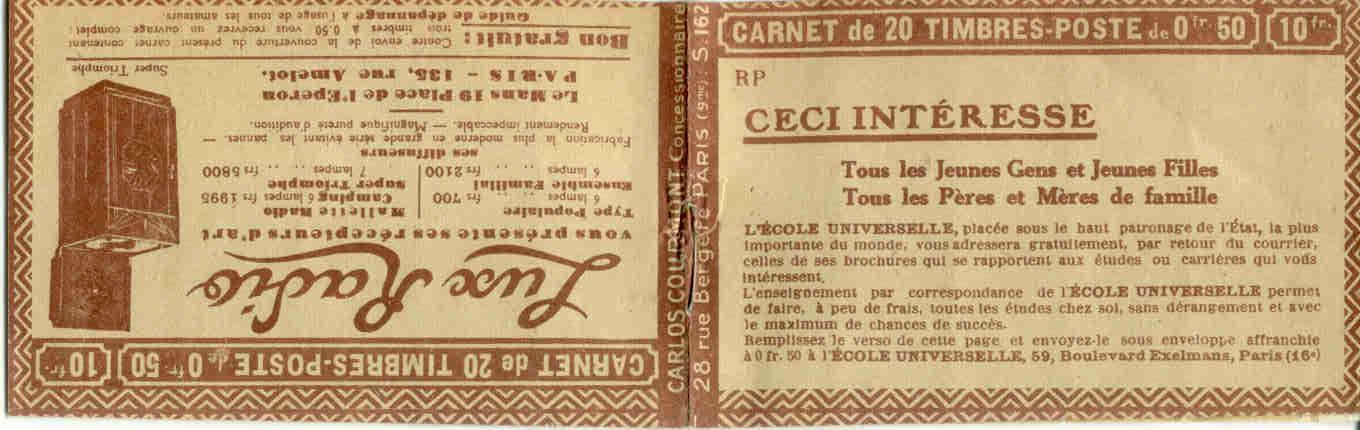 CARNET de 20 TIMBRES-POSTE de 0 fr. 50 10 fr.
RP
CECI INTÉRESSE
Tous les Jeunes Gens et Jeunes Filles
Tous les Pères et Mères de famille
L'ÉCOLE UNIVERSELLE, placée sous le haut patronage de l'État, la plus
importante du monde, vous adressera gratuitement, par retour du courrier,
celles de ses brochures qui se rapportent aux études ou carrières qui vous
intéressent.
L'enseignement par correspondance de l'ÉCOLE UNIVERSELLE permet
de faire, à peu de frais, toutes les études chez soi, sans dérangement et avec
le maximum de chances de succès.
Remplissez le verso de cette page et envoyez-le sous enveloppe affranchie
à 0 fr. 50 à l'ÉCOLE UNIVERSELLE, 59, Boulevard Exelmans, Paris (16e)
CARLOS COURMONT, Concessionnaire
28 rue Bergère PARIS (9me) : S. 162
CARNET de 20 TIMBRES-POSTE de 0 fr. 50 10 fr.
Lux Radio
vous présente ses récepteurs d'art
Type Populaire
6 lampes .. .. .. frs 700
Ensemble Familial
6 lampes .. .. .. frs 2100
Mallette Radio
Camping 6 lampes frs 1995
Super Triomphe
7 lampes .. .. frs 5800
ses diffuseurs
Fabrication la plus moderne en grande série évitant les pannes —
Rendement impeccable. — Magnifique pureté d'audition.
Le Mans 19 Place de l'Eperon
PARIS - 135, rue Amelot.
Super Triomphe
Bon gratuit : Contre envoi de la couverture du présent carnet contenant
trois timbres à 0.50 vous recevrez un ouvrage complet :
Guide de dépannage à l'usage de tous les amateurs.